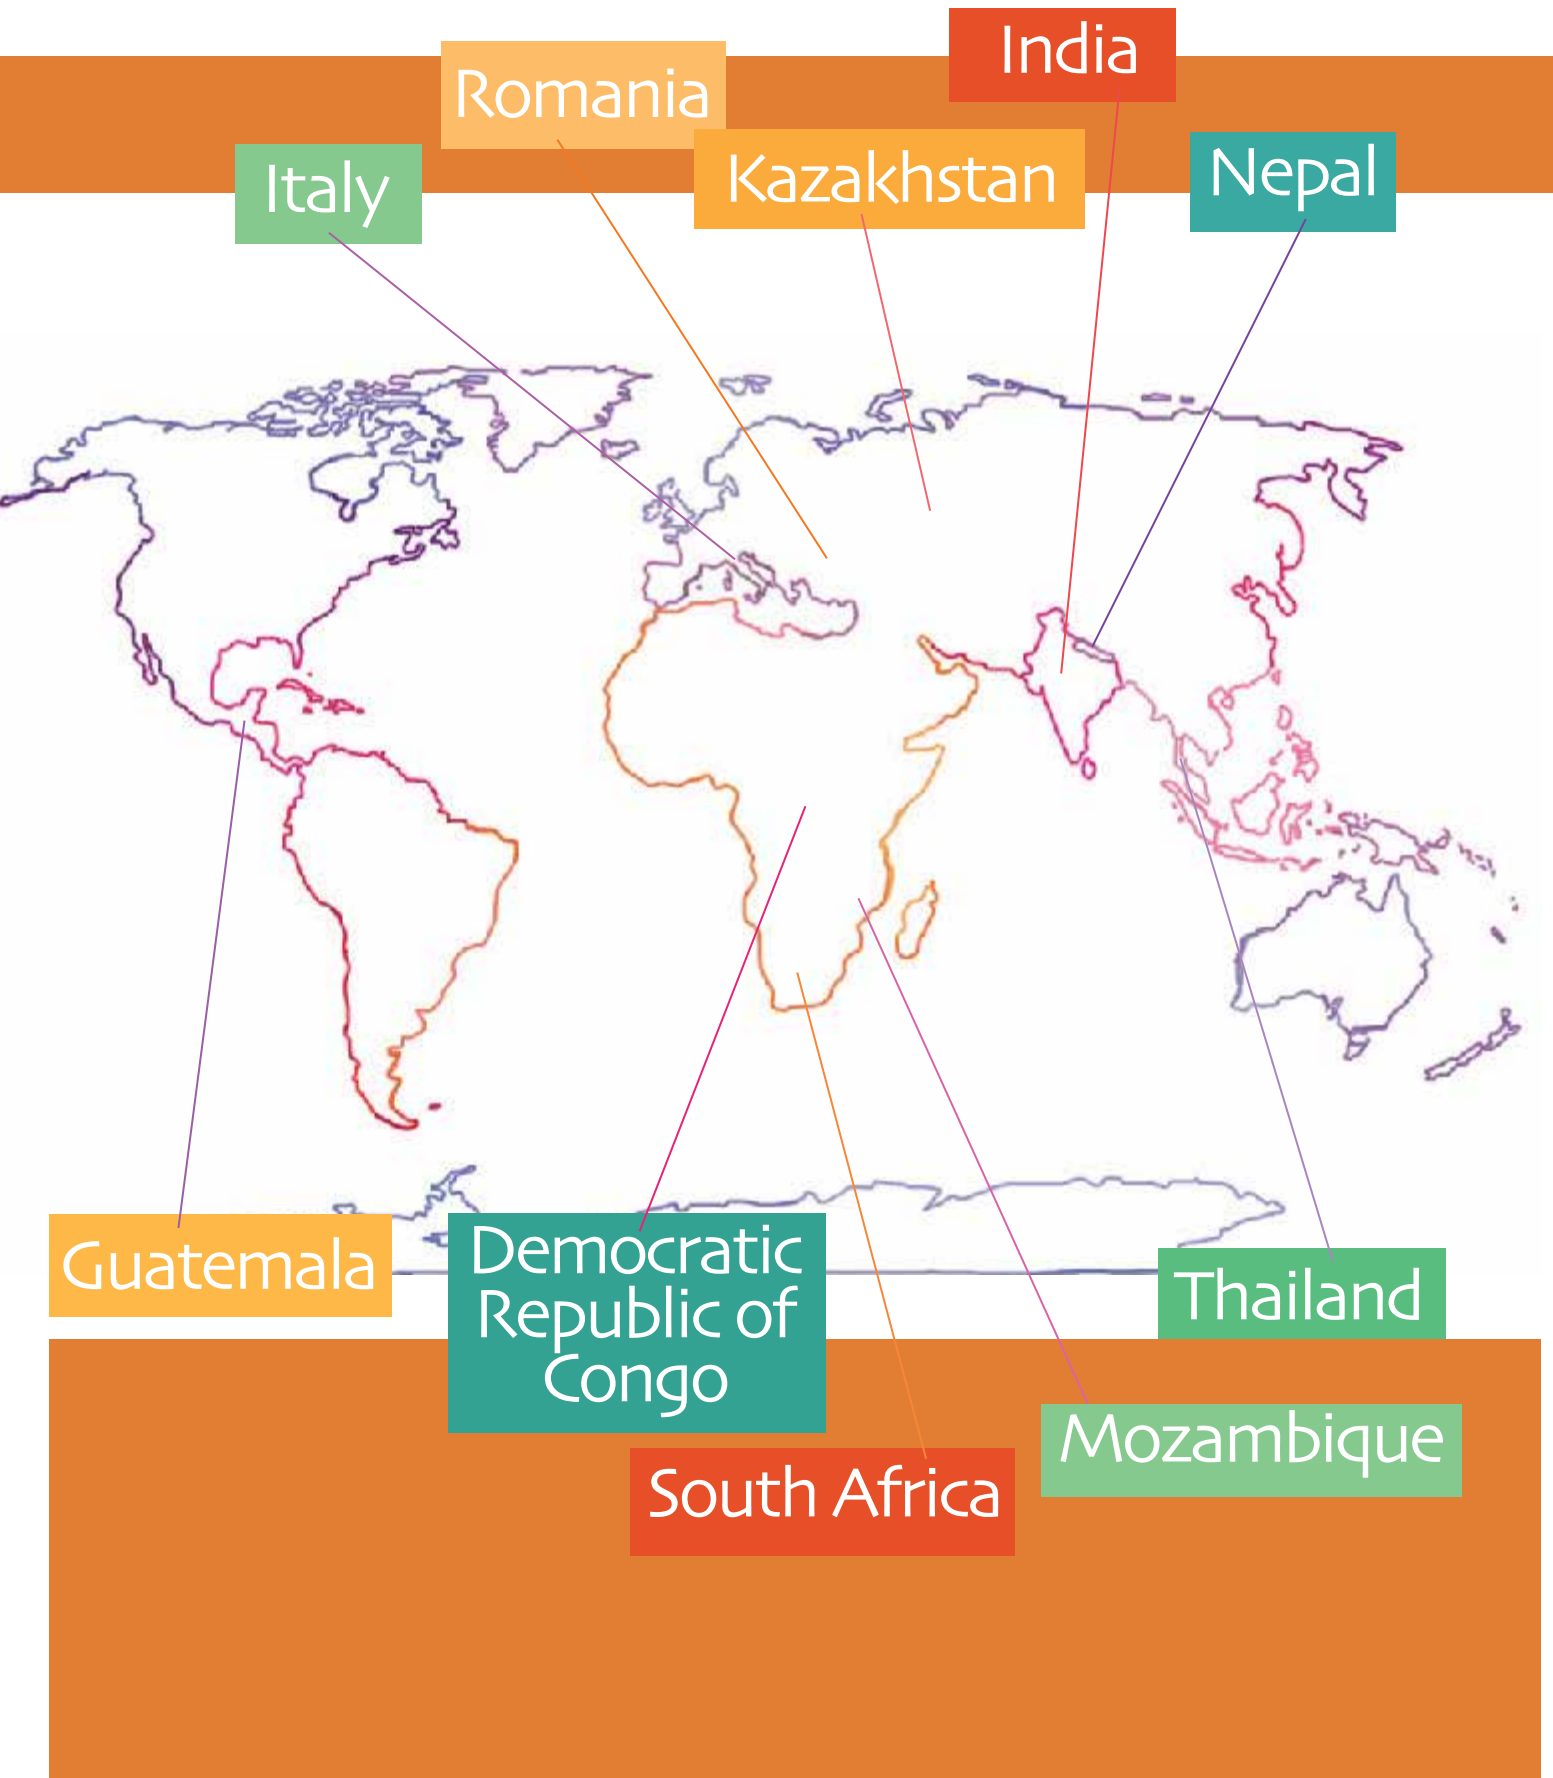 India
Romania
Kazakhstan
Nepal
Italy
Guatemala
Democratic
Republic of
Congo
Thailand
Mozambique
South Africa